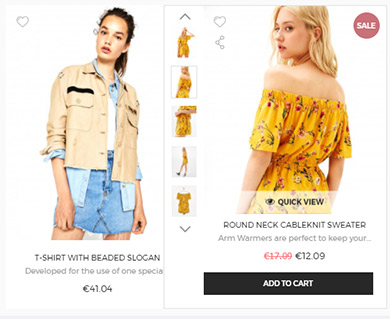 SALE
QUICK VIEW
T-SHIRT WITH BEADED SLOGAN
Developed for the use of one specia
€41.04
ROUND NECK CABLEKNIT SWEATER
Arm Warmers are perfect to keep your...
€17.09 €12.09
ADD TO CART